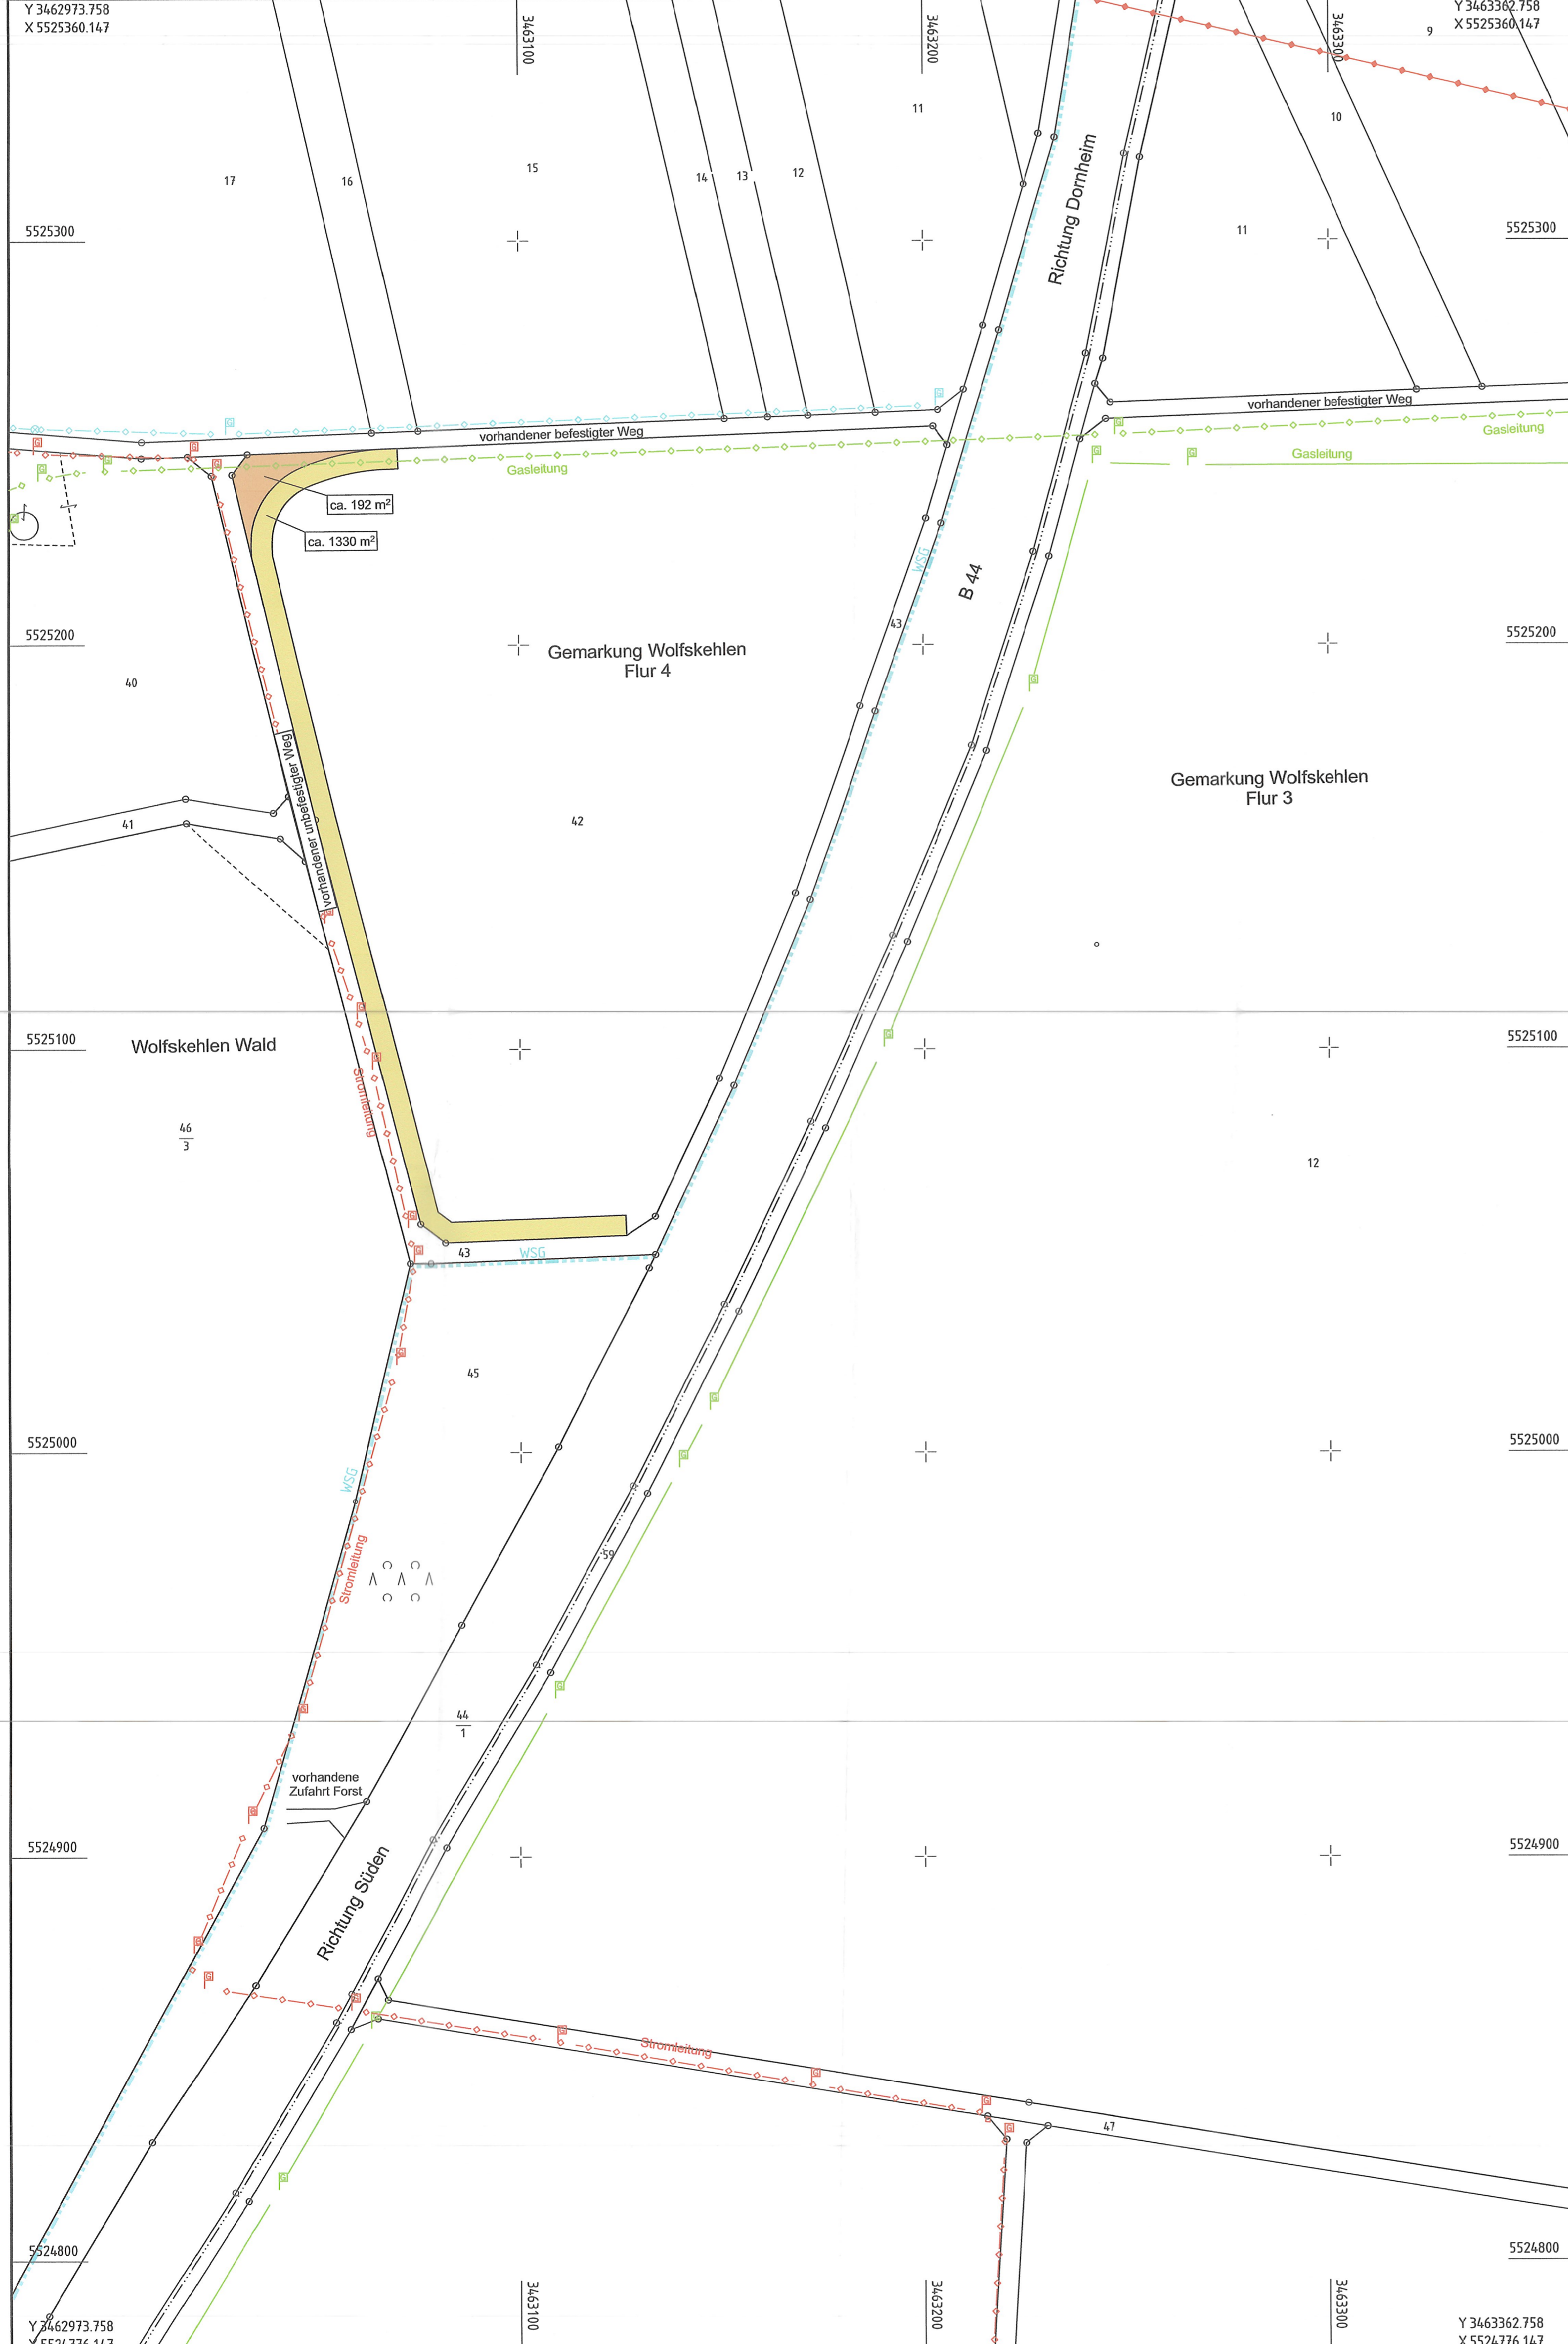 Y 3462973.758
X 5525360.147
3463100
3463200
3463300
Y 3463362.758
X 5525360.147
9
10
11
11
12
13
14
15
16
17
Richtung Dornheim
5525300
5525300
vorhandener befestigter Weg
vorhandener befestigter Weg
Gasleitung
Gasleitung
Gasleitung
ca. 192 m²
ca. 1330 m²
WSG
B 44
43
5525200
5525200
Gemarkung Wolfskehlen
Flur 4
40
vorhandener unbefestigter Weg
41
42
Gemarkung Wolfskehlen
Flur 3
5525100
5525100
Wolfskehlen Wald
Stromleitung
46
3
12
43
WSG
45
5525000
5525000
WSG
Stromleitung
59
44
1
vorhandene
Zufahrt Forst
5524900
5524900
Richtung Süden
Stromleitung
47
5524800
5524800
3463100
3463200
3463300
Y 3462973.758
X 5524776.147
Y 3463362.758
X 5524776.147